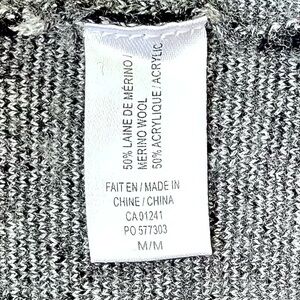 50% LAINE DE MÉRINO/
MERINO WOOL
50% ACRYLIQUE / ACRYLIC
FAIT EN / MADE IN
CHINE / CHINA
CA 01241
PO 577303
M/M